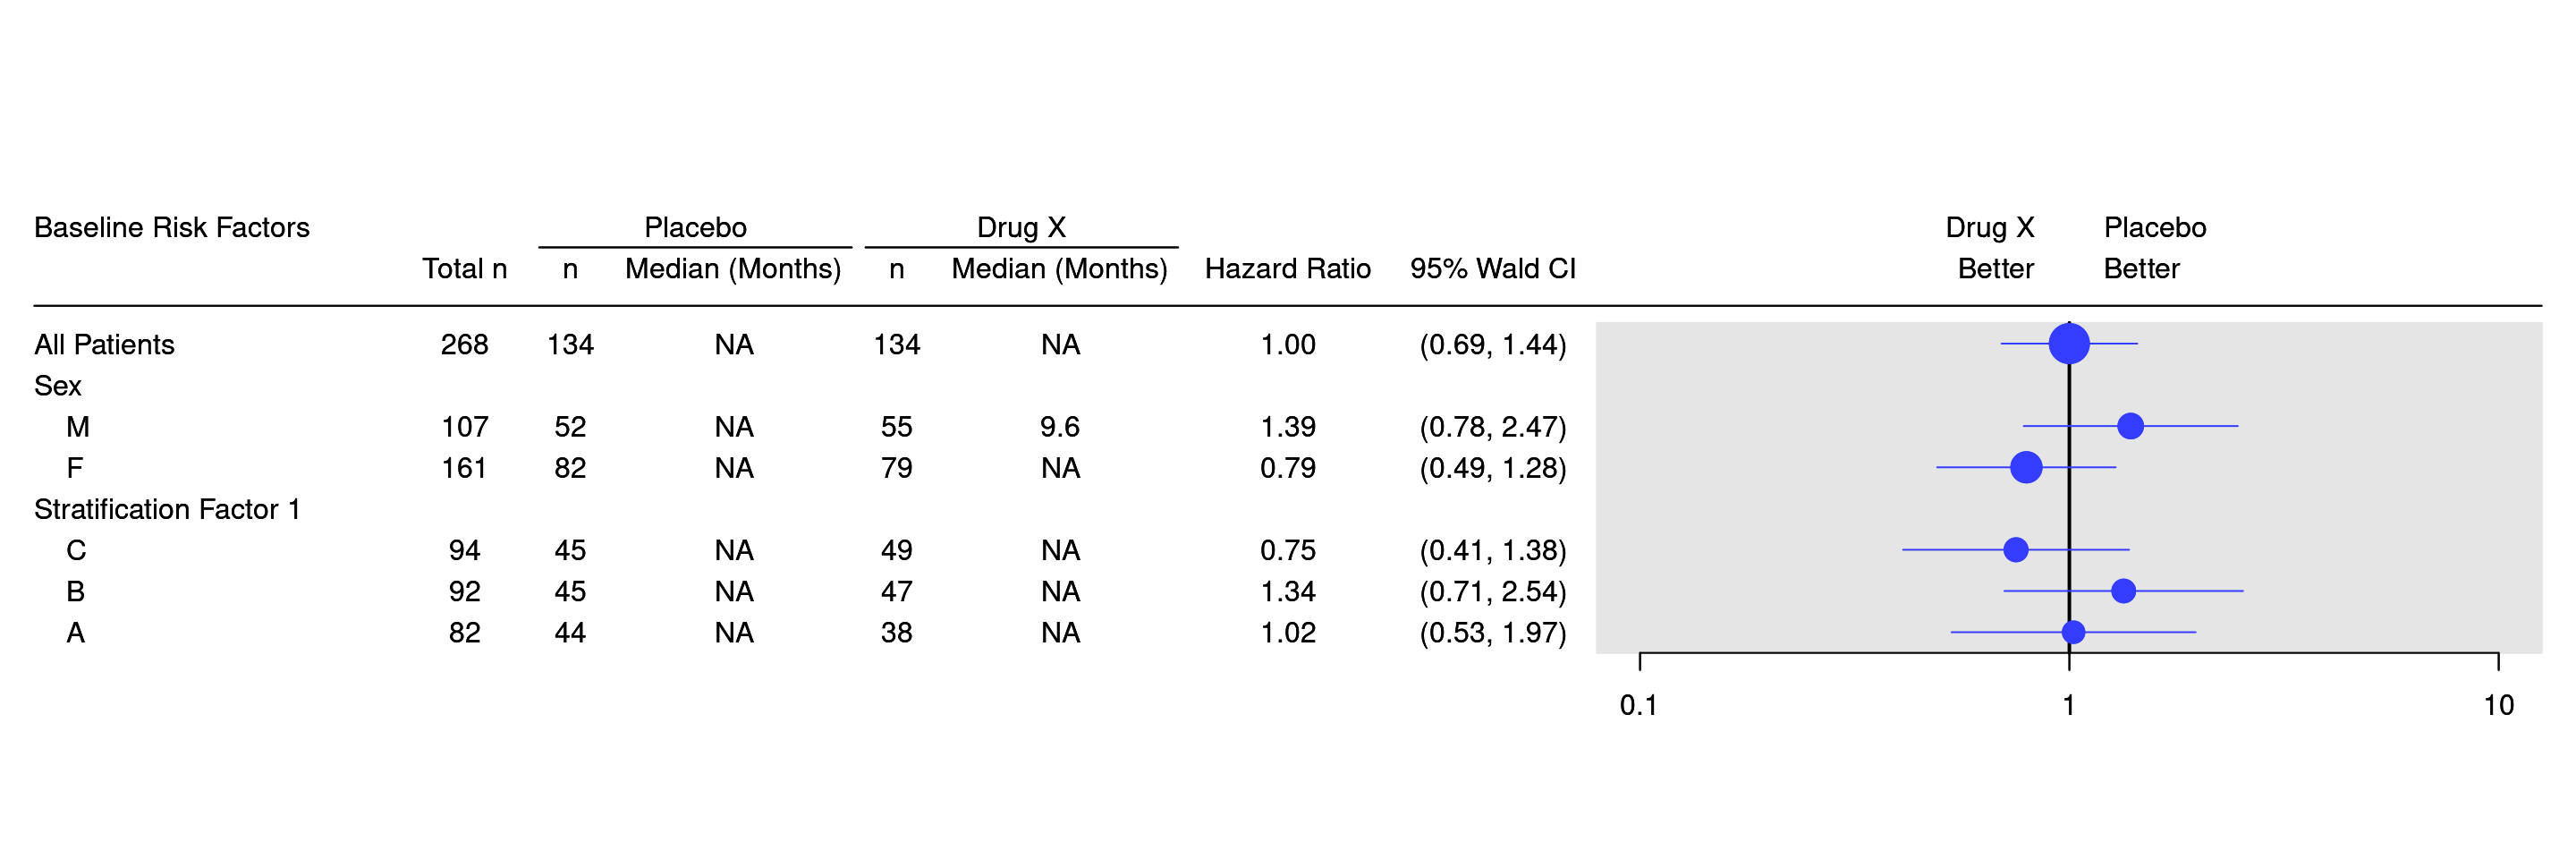 Baseline Risk Factors Placebo Drug X Drug X Placebo
Total n n Median (Months) n Median (Months) Hazard Ratio 95% Wald CI Better Better
All Patients 268 134 NA 134 NA 1.00 (0.69, 1.44)
Sex
M 107 52 NA 55 9.6 1.39 (0.78, 2.47)
F 161 82 NA 79 NA 0.79 (0.49, 1.28)
Stratification Factor 1
C 94 45 NA 49 NA 0.75 (0.41, 1.38)
B 92 45 NA 47 NA 1.34 (0.71, 2.54)
A 82 44 NA 38 NA 1.02 (0.53, 1.97)
0.1 1 10